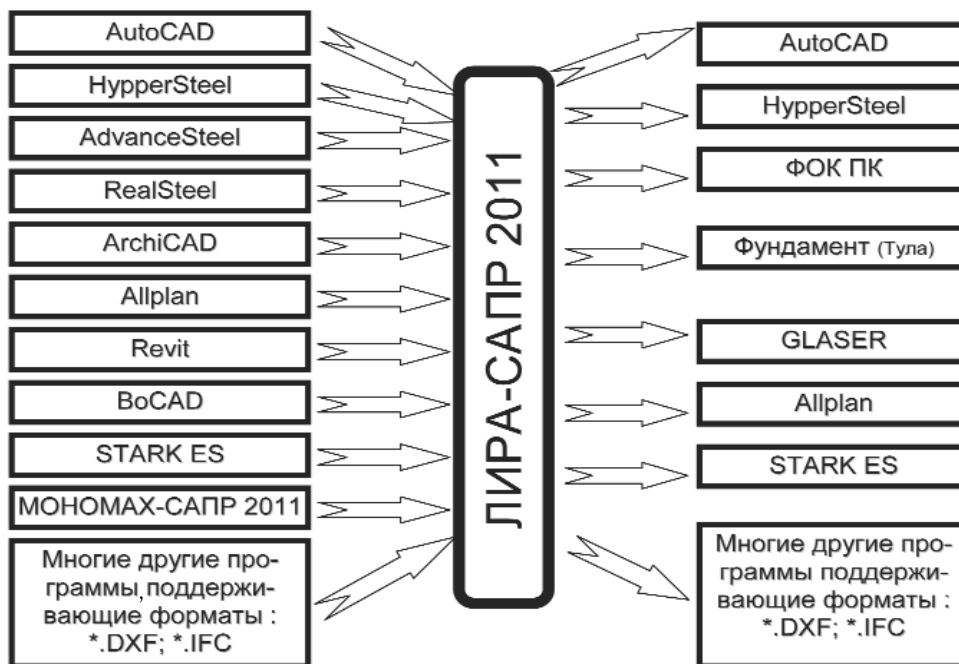 AutoCAD
HypperSteel
AdvanceSteel
RealSteel
ArchiCAD
Allplan
Revit
BoCAD
STARK ES
МОНОМАХ-САПР 2011
Многие другие про-
граммы,поддержи-
вающие форматы :
*.DXF; *.IFC
ЛИРА-САПР 2011
AutoCAD
HypperSteel
ФОК ПК
Фундамент (Тула)
GLASER
Allplan
STARK ES
Многие другие про-
граммы поддержи-
вающие форматы :
*.DXF; *.IFC